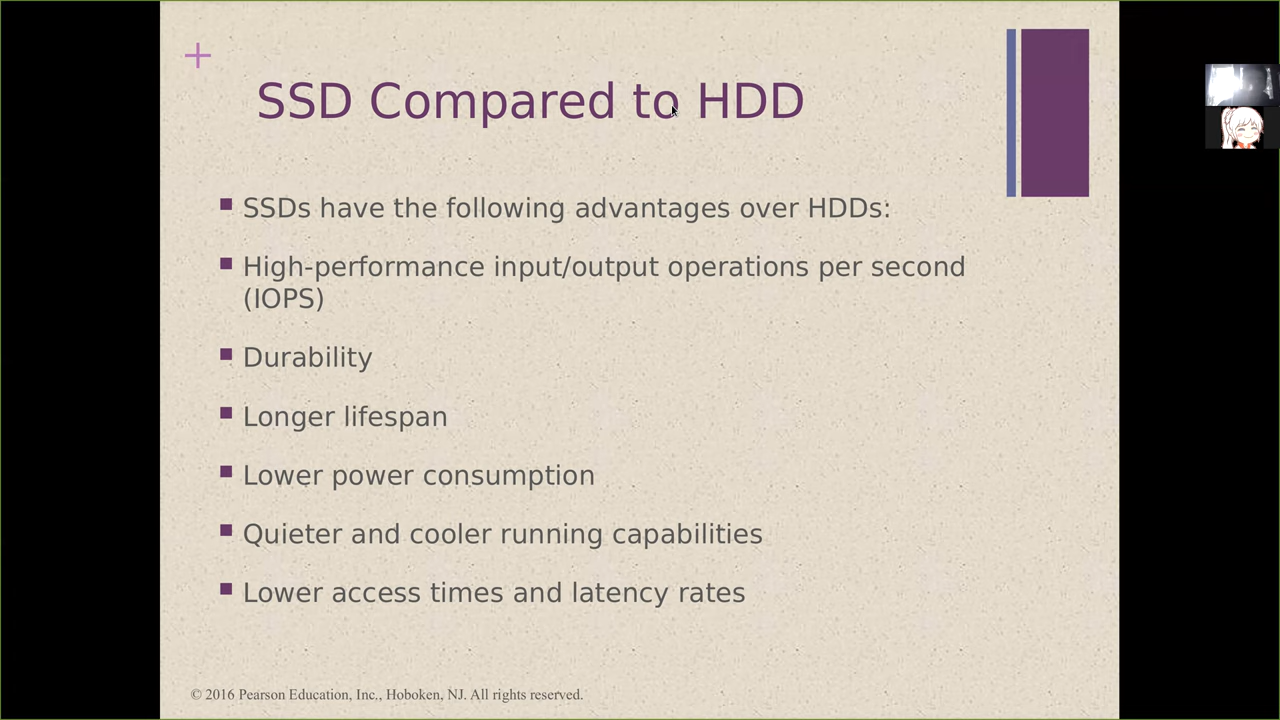 +
SSD Compared to HDD
SSDs have the following advantages over HDDs:
High-performance input/output operations per second
(IOPS)
Durability
Longer lifespan
Lower power consumption
Quieter and cooler running capabilities
Lower access times and latency rates
© 2016 Pearson Education, Inc., Hoboken, NJ. All rights reserved.